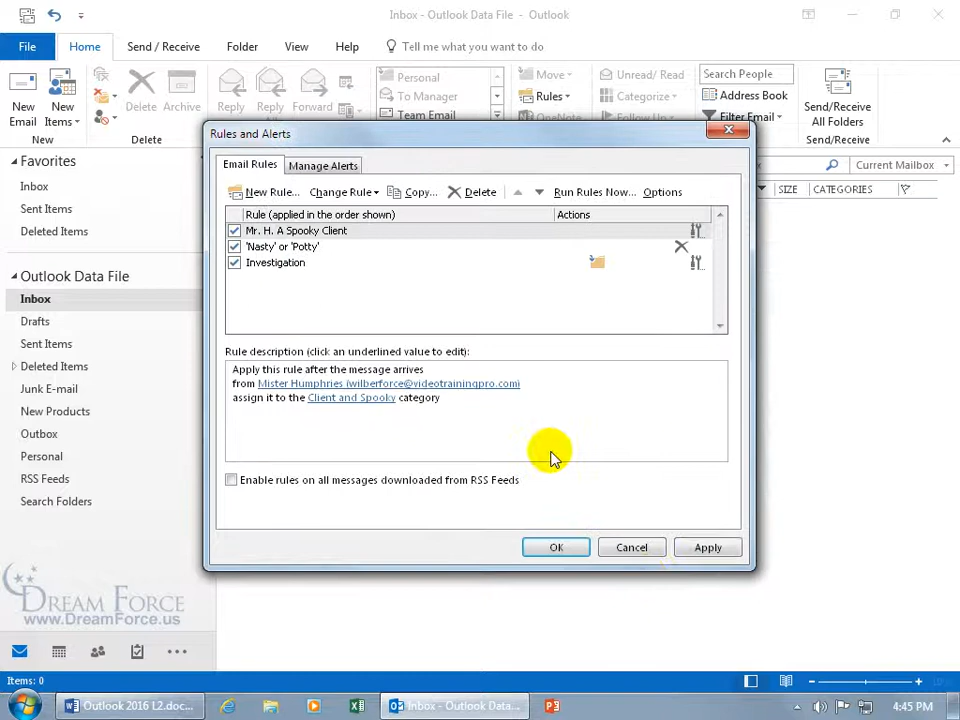 Inbox - Outlook Data File - Outlook
File Home Send / Receive Folder View Help Tell me what you want to do
New Email
New Items
Delete Archive
Reply Reply Forward
Personal
To Manager
Team Email
Move
Rules
OneNote
Unread/ Read
Categorize
Follow Up
Search People
Address Book
Filter Email
Send/Receive All Folders
New Delete Send/Receive
Favorites
Inbox
Sent Items
Deleted Items
Outlook Data File
Inbox
Drafts
Sent Items
Deleted Items
Junk E-mail
New Products
Outbox
Personal
RSS Feeds
Search Folders
Current Mailbox
SIZE CATEGORIES
Rules and Alerts
Email Rules Manage Alerts
New Rule... Change Rule Copy... Delete Run Rules Now... Options
Rule (applied in the order shown) Actions
Mr. H. A Spooky Client
'Nasty' or 'Potty'
Investigation
Rule description (click an underlined value to edit):
Apply this rule after the message arrives
from Mister Humphries (wilberforce@videotrainingpro.com)
assign it to the Client and Spooky category
Enable rules on all messages downloaded from RSS Feeds
OK Cancel Apply
DREAM FORCE
www.DreamForce.us
Items: 0
Outlook 2016 L2.doc... Inbox - Outlook Data... 4:45 PM